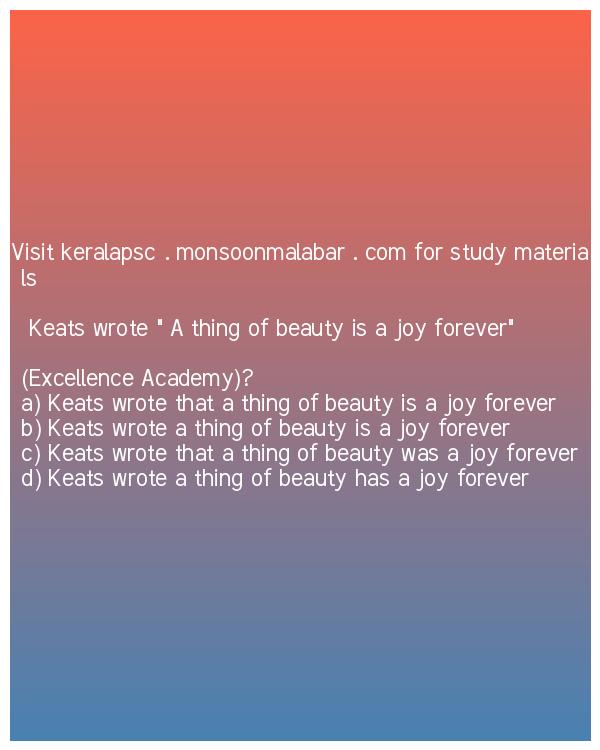 Visit keralapsc . monsoonmalabar . com for study materia
ls
Keats wrote " A thing of beauty is a joy forever"
(Excellence Academy)?
a) Keats wrote that a thing of beauty is a joy forever
b) Keats wrote a thing of beauty is a joy forever
c) Keats wrote that a thing of beauty was a joy forever
d) Keats wrote a thing of beauty has a joy forever